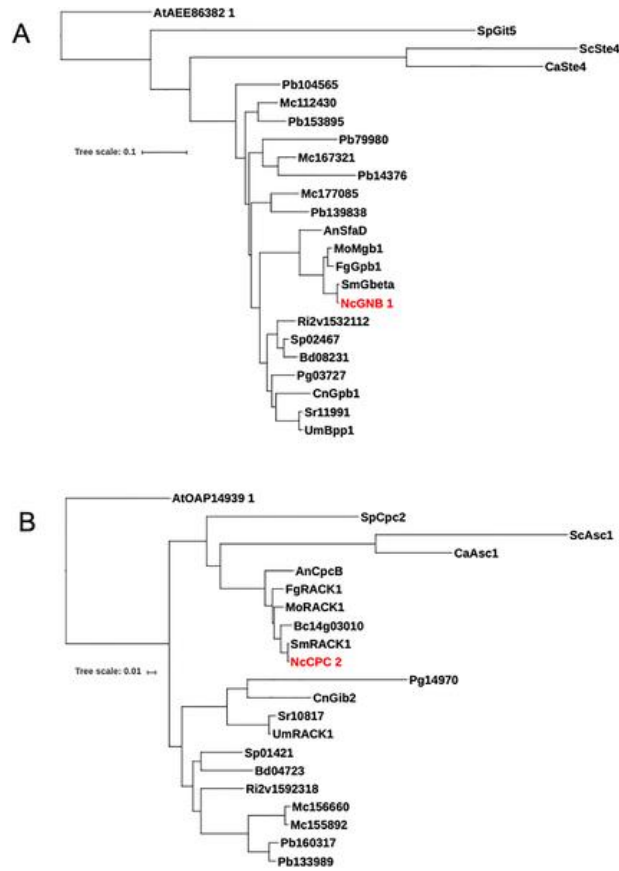 A
AtAEE86382 1
SpGit5
ScSte4
CaSte4
Pb104565
Mc112430
Pb153895
Pb79980
Tree scale: 0.1
Mc167321
Pb14376
Mc177085
Pb139838
AnSfaD
MoMgb1
FgGpb1
SmGbeta
NcGNB 1
Ri2v1532112
Sp02467
Bd08231
Pg03727
CnGpb1
Sr11991
UmBpp1
B
AtOAP14939 1
SpCpc2
ScAsc1
CaAsc1
AnCpcB
FgRACK1
MoRACK1
Bc14g03010
SmRACK1
NcCPC 2
Tree scale: 0.01
Pg14970
CnGib2
Sr10817
UmRACK1
Sp01421
Bd04723
Ri2v1592318
Mc156660
Mc155892
Pb160317
Pb133989